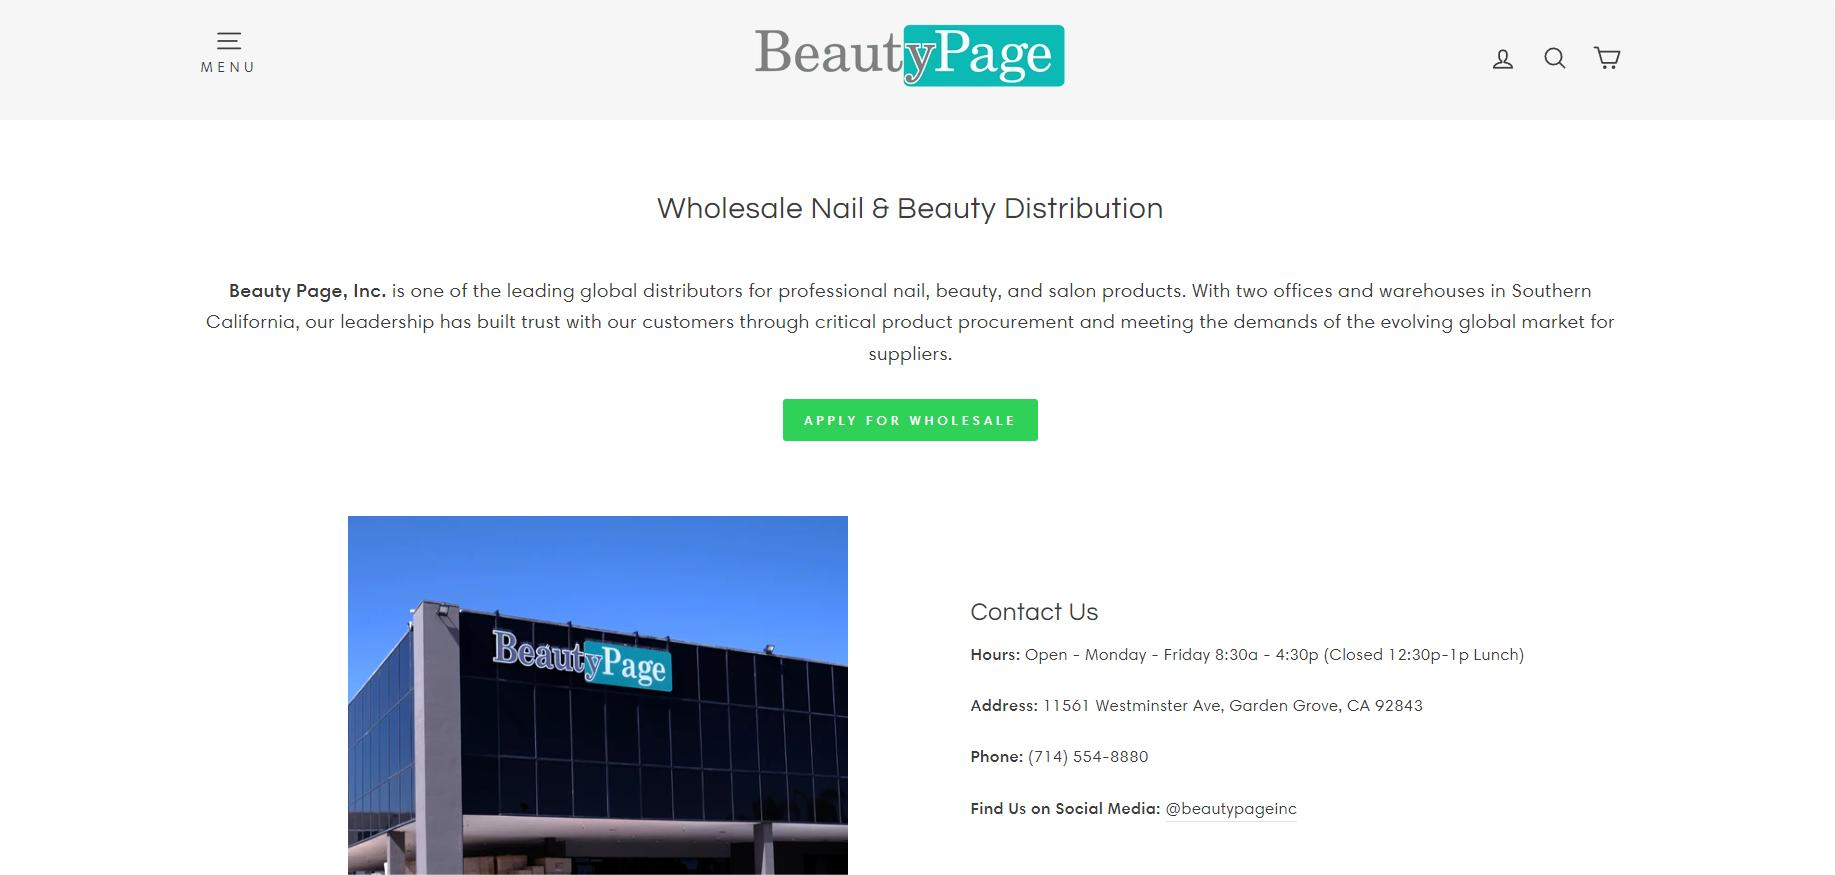 MENU
BeautyPage
Wholesale Nail & Beauty Distribution
Beauty Page, Inc. is one of the leading global distributors for professional nail, beauty, and salon products. With two offices and warehouses in Southern
California, our leadership has built trust with our customers through critical product procurement and meeting the demands of the evolving global market for
suppliers.
APPLY FOR WHOLESALE
BeautyPage
Contact Us
Hours: Open - Monday - Friday 8:30a - 4:30p (Closed 12:30p-1p Lunch)
Address: 11561 Westminster Ave, Garden Grove, CA 92843
Phone: (714) 554-8880
Find Us on Social Media: @beautypageinc